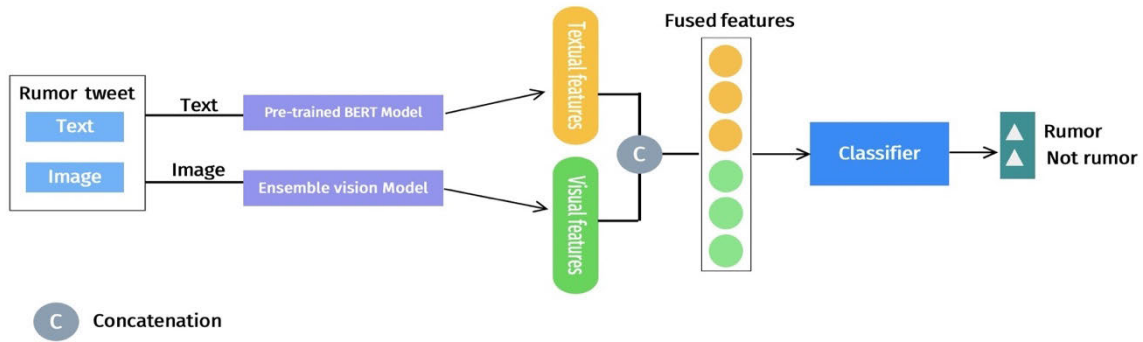 Rumor tweet
Text
Image
Text
Image
Pre-trained BERT Model
Ensemble vision Model
Textual features
Visual features
C
Fused features
Classifier
Rumor
Not rumor
C
Concatenation